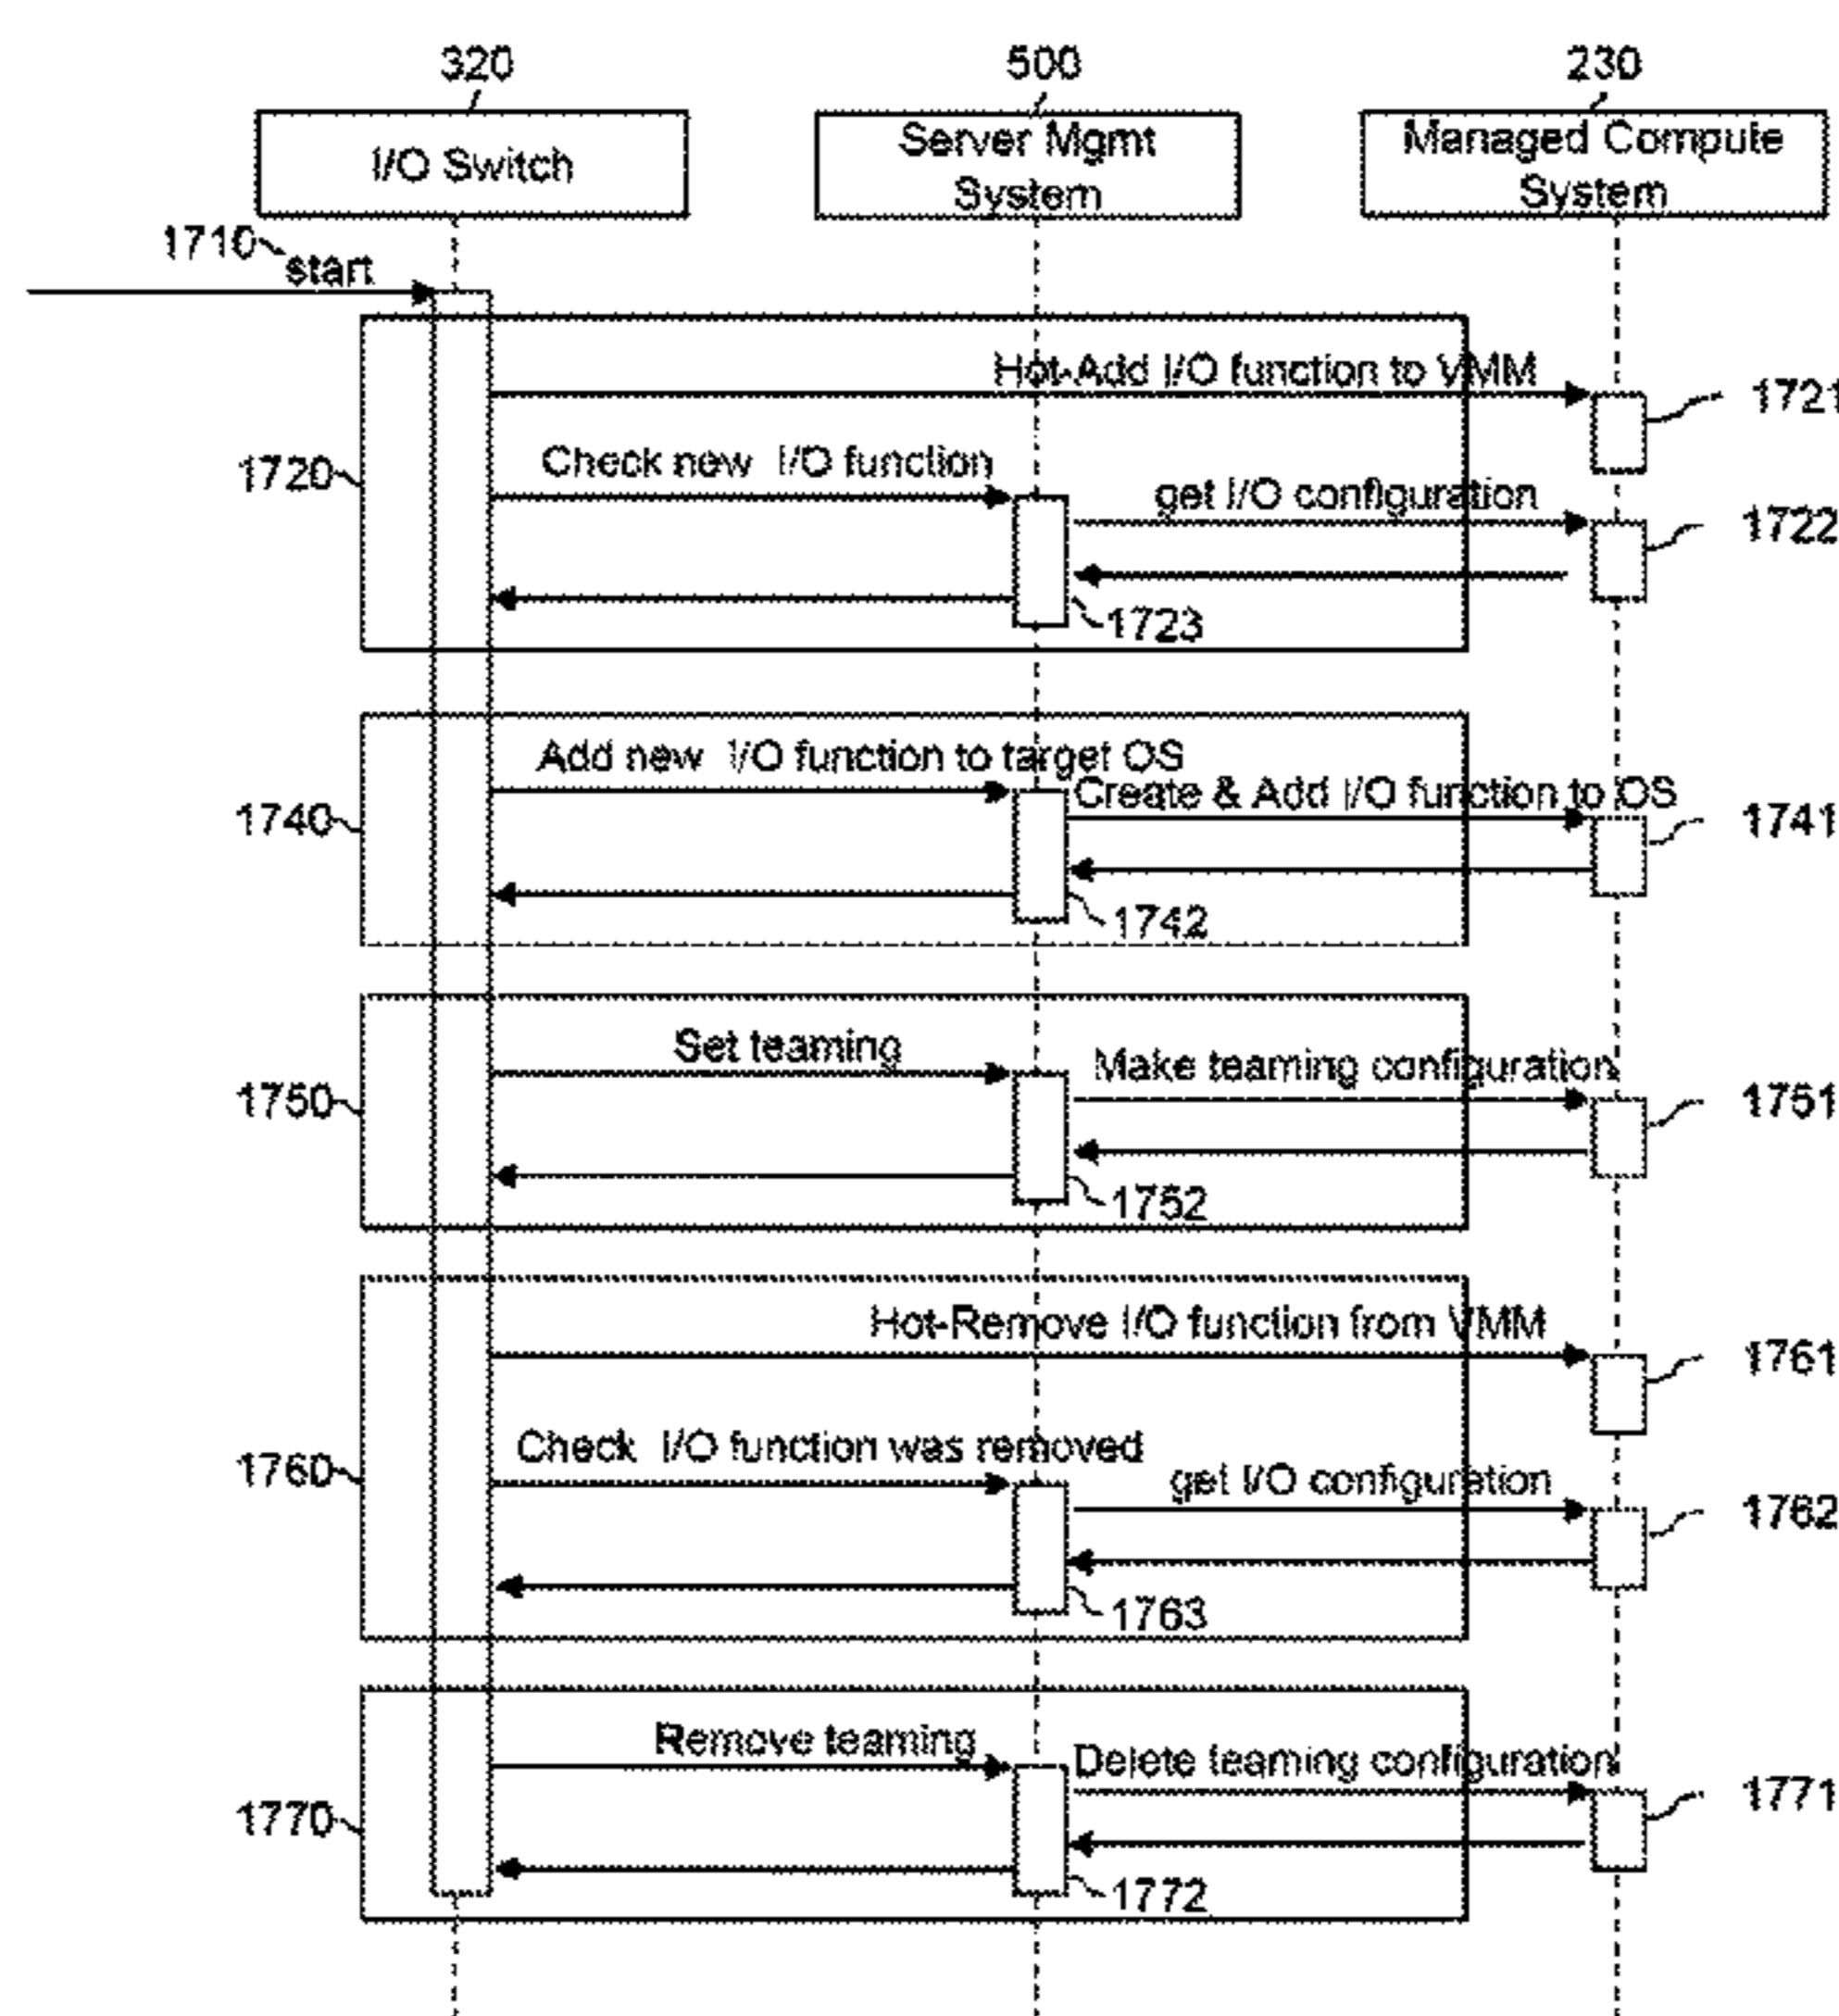 320
500
230
I/O Switch
Server Mgmt
System
Managed Compute
System
1710
start
Hot-Add I/O function to VMM
1721
1720
Check new I/O function
get I/O configuration
1722
1723
Add new I/O function to target OS
Create & Add I/O function to OS
1740
1741
1742
Set teaming
Make teaming configuration
1750
1751
1752
Hot-Remove I/O function from VMM
1761
Check I/O function was removed
1760
get I/O configuration
1762
1763
Remove teaming
Delete teaming configuration
1770
1771
1772